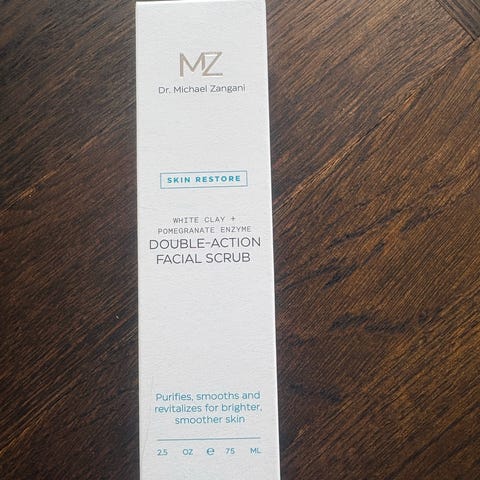 MZ
Dr. Michael Zangani
SKIN RESTORE
WHITE CLAY +
POMEGRANATE ENZYME
DOUBLE-ACTION
FACIAL SCRUB
Purifies, smooths and
revitalizes for brighter,
smoother skin
2.5 OZ ℮ 75 ML